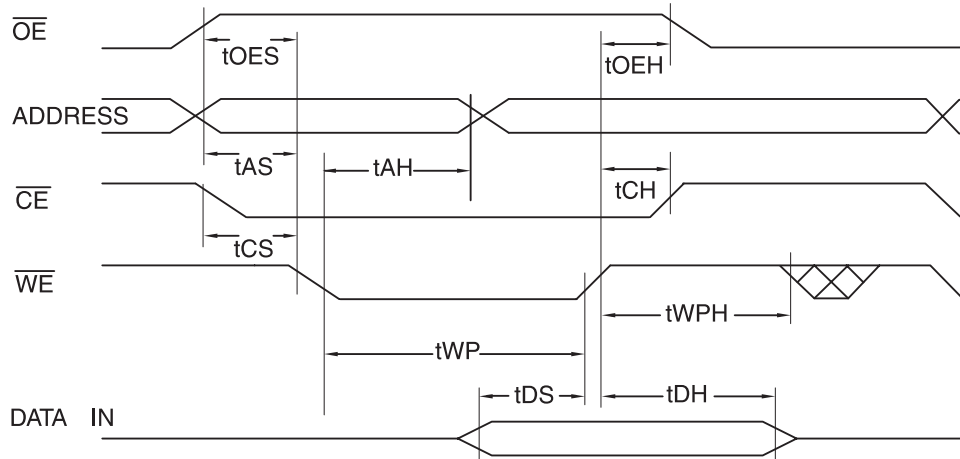 OE
tOES
tOEH
ADDRESS
tAS
tAH
tCH
CE
tCS
WE
tWPH
tWP
tDS
tDH
DATA IN